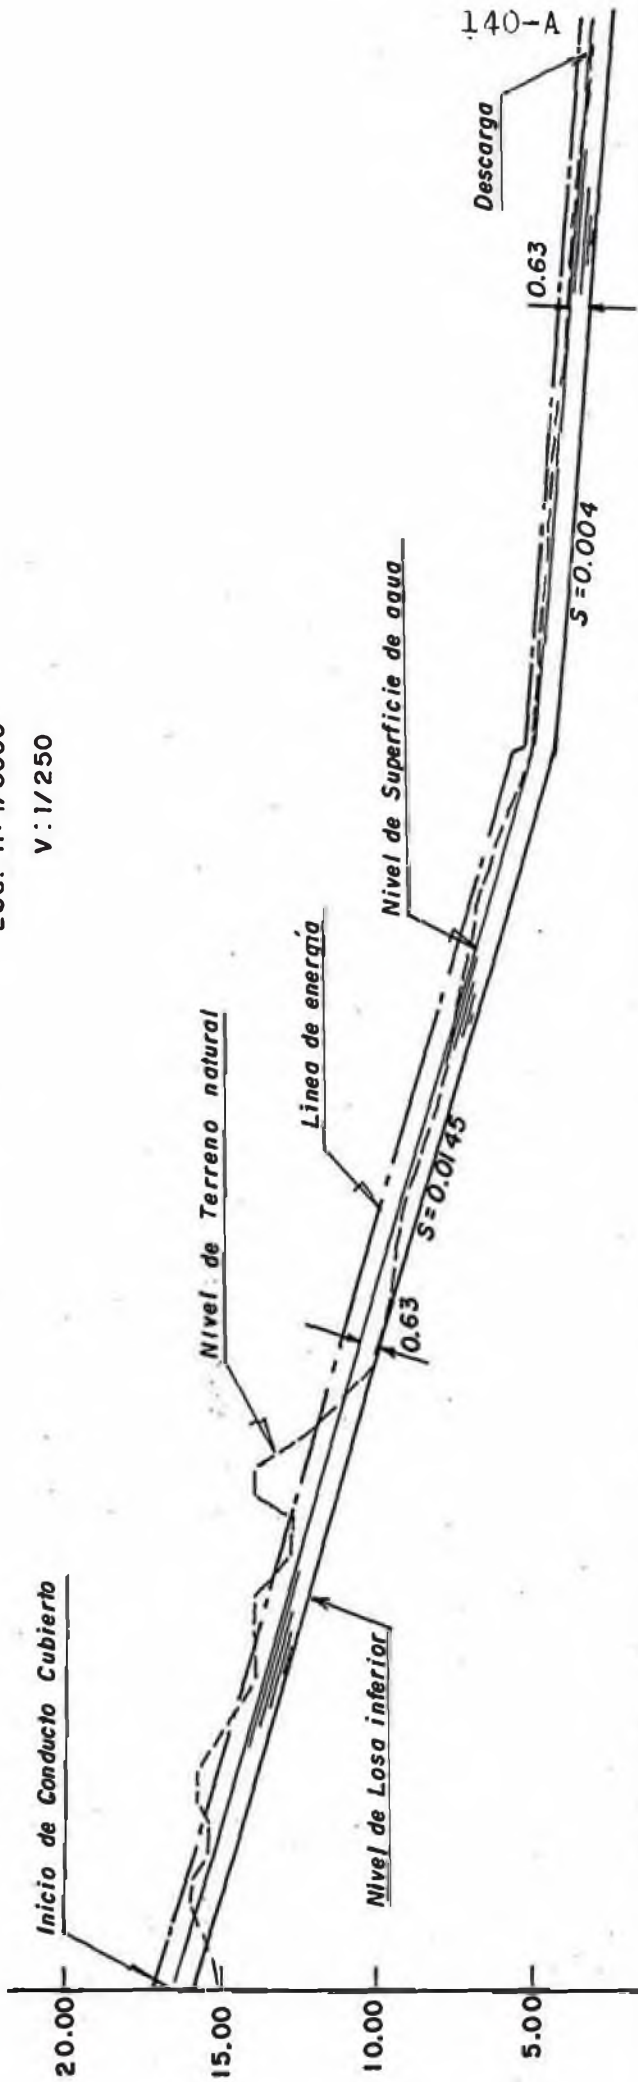 140-A
V:1/250
Inicio de Conducto Cubierto
Nivel de Terreno natural
Linea de energía
Nivel de Superficie de agua
Descarga
0.63
S=0.004
S=0.0145
0.63
Nivel de Losa inferior
20.00
15.00
10.00
5.00